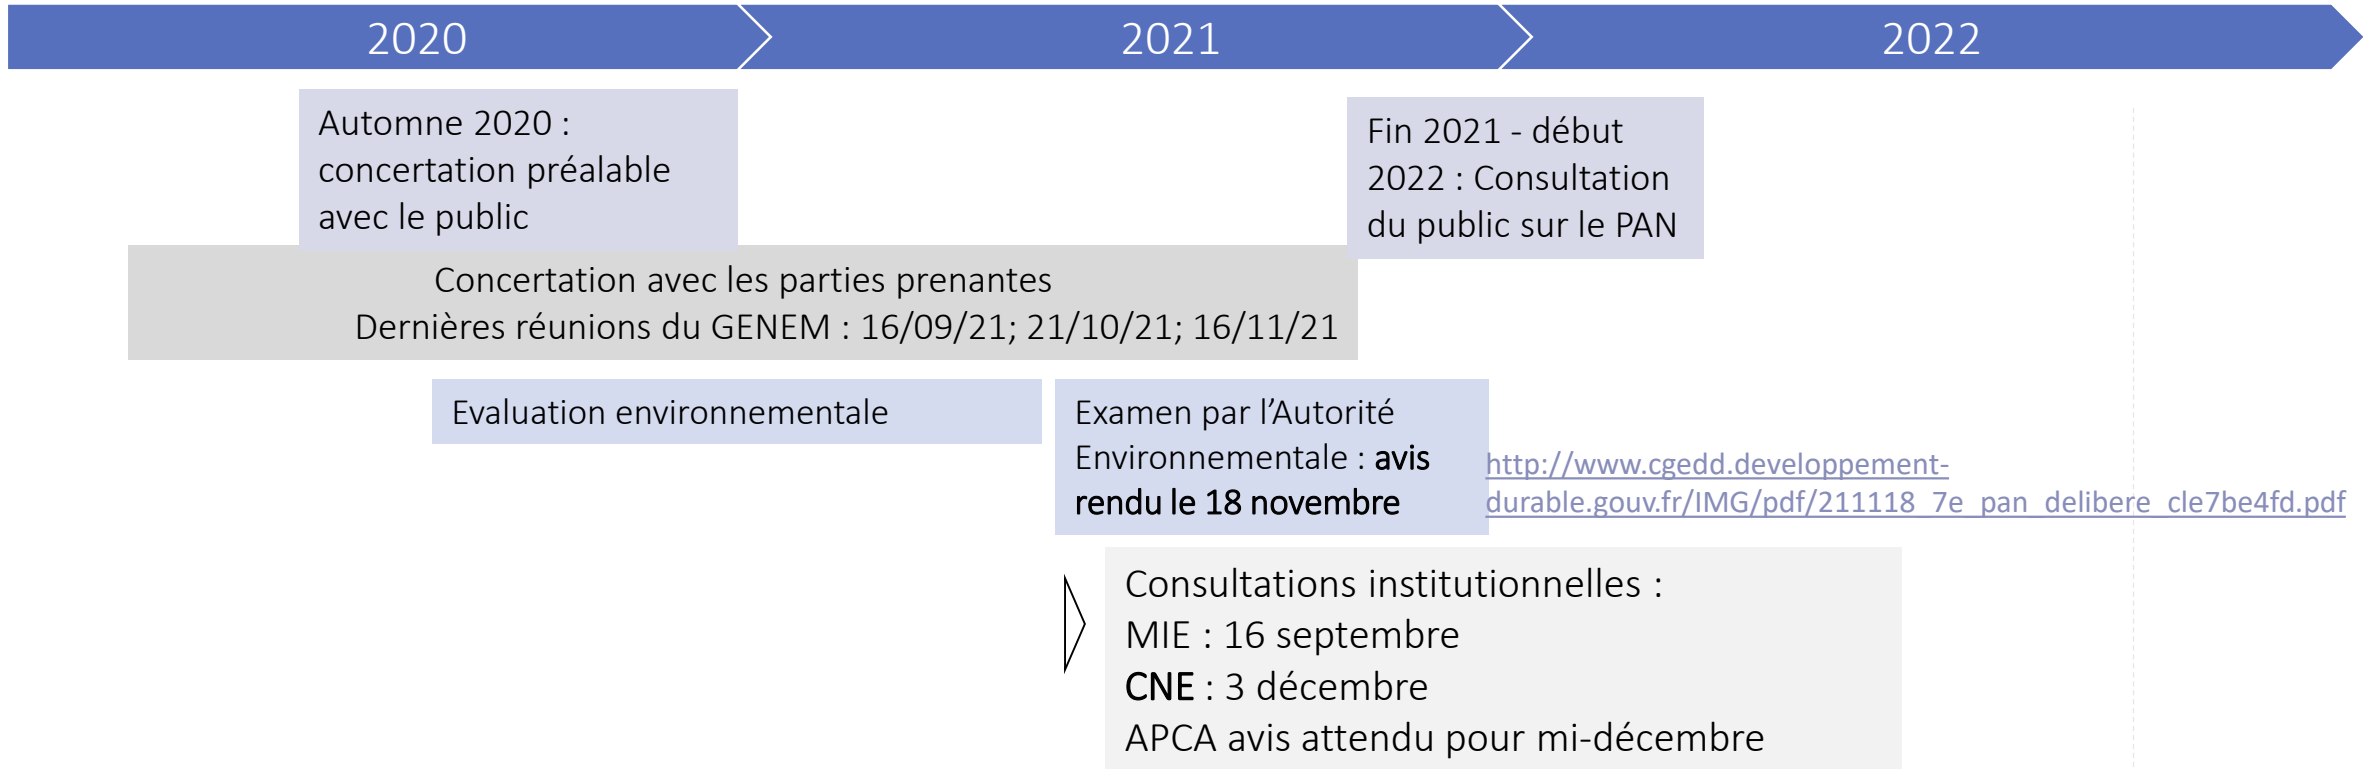 2020
2021
2022
Automne 2020 :
concertation préalable
avec le public
Fin 2021 - début
2022 : Consultation
du public sur le PAN
Concertation avec les parties prenantes
Dernières réunions du GENEM : 16/09/21; 21/10/21; 16/11/21
Evaluation environnementale
Examen par l’Autorité
Environnementale : avis
rendu le 18 novembre
http://www.cgedd.developpement-
durable.gouv.fr/IMG/pdf/211118_7e_pan_delibere_cle7be4fd.pdf
Consultations institutionnelles :
MIE : 16 septembre
CNE : 3 décembre
APCA avis attendu pour mi-décembre